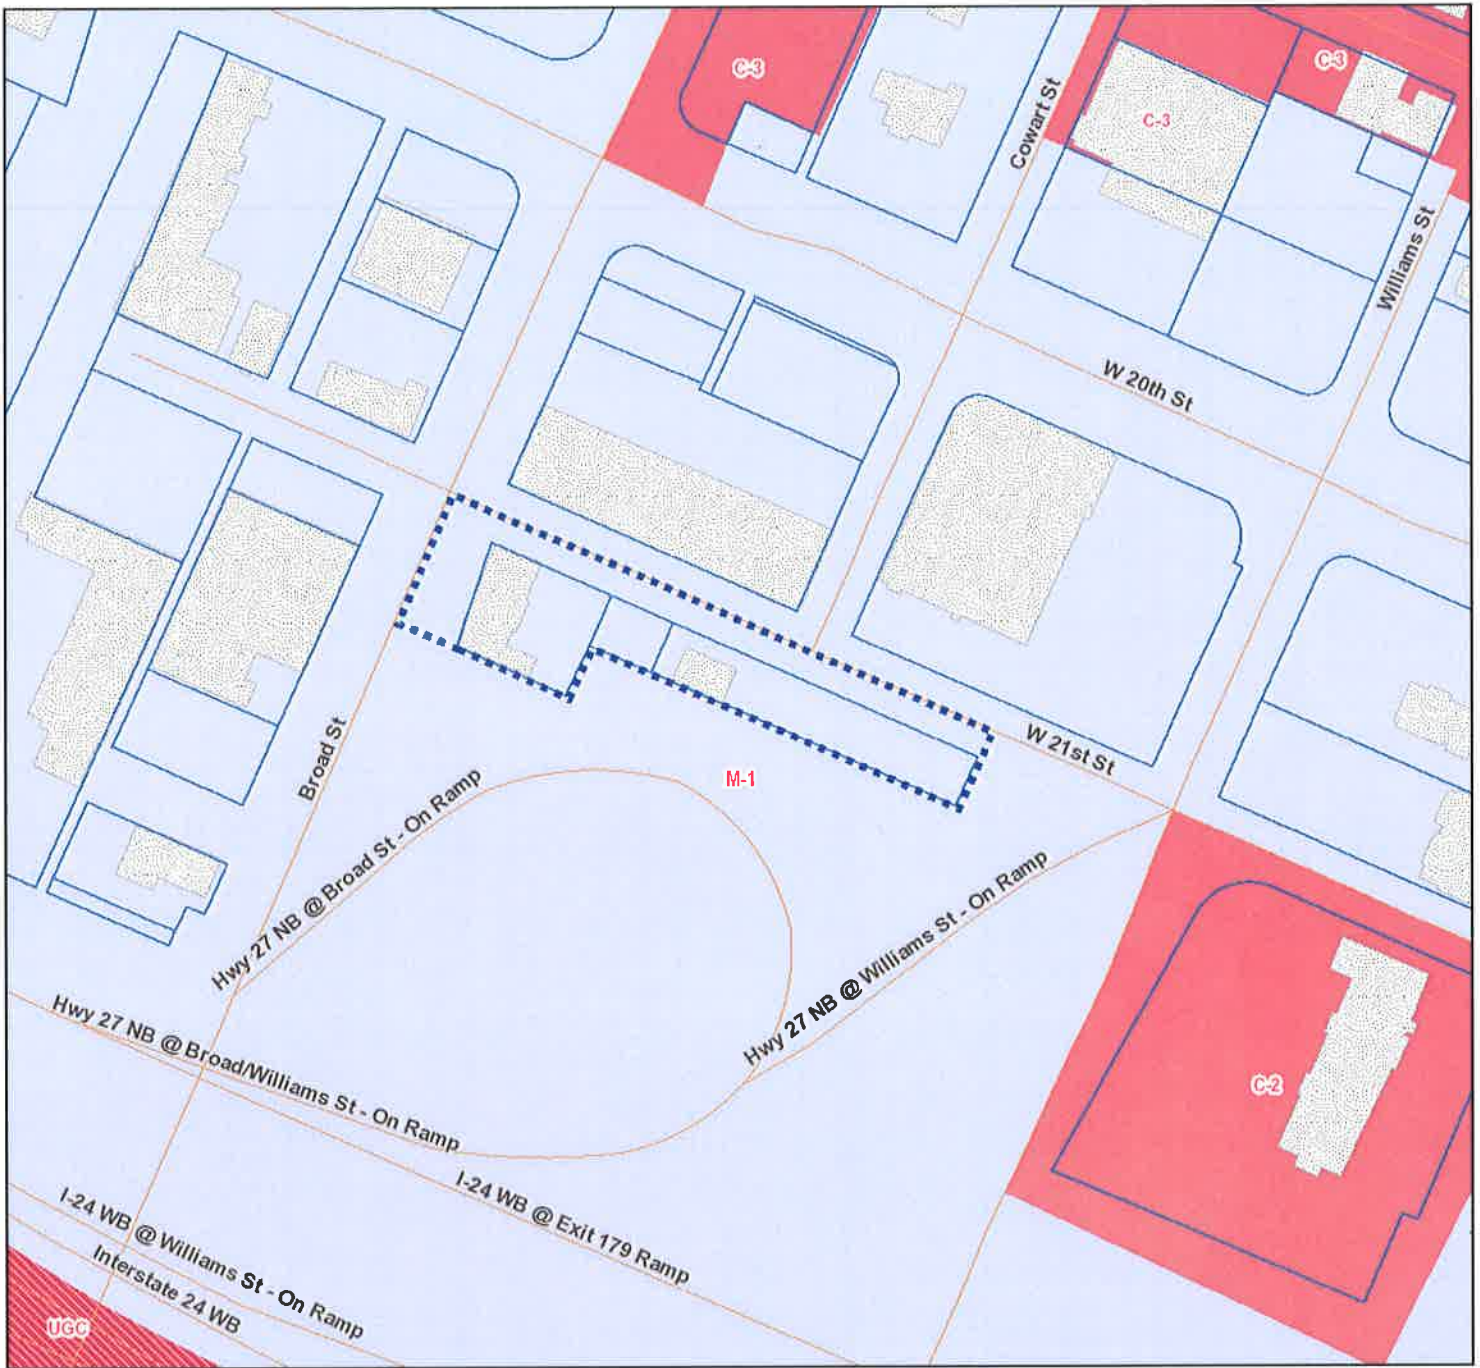 C-3
C-3
C-3
Cowart St
Williams St
W 20th St
W 21st St
Broad St
M-1
Hwy 27 NB @ Broad St - On Ramp
Hwy 27 NB @ Williams St - On Ramp
Hwy 27 NB @ Broad/Williams St - On Ramp
C-2
I-24 WB @ Exit 179 Ramp
I-24 WB @ Williams St - On Ramp
Interstate 24 WB
UGC